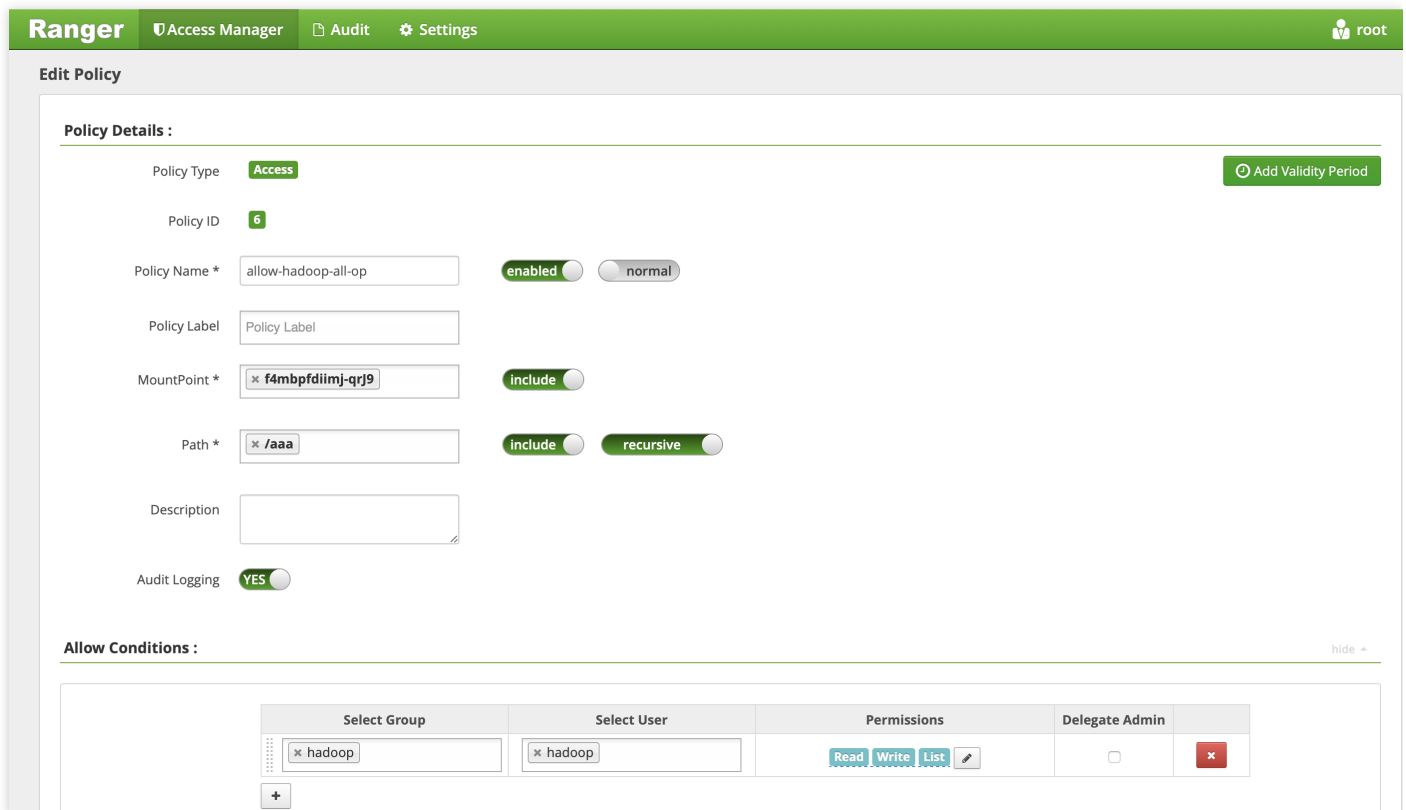 Ranger Access Manager Audit Settings root
Edit Policy
Policy Details :
Policy Type Access Add Validity Period
Policy ID 6
Policy Name * allow-hadoop-all-op enabled normal
Policy Label Policy Label
MountPoint * × f4mbpfdiimj-qrJ9 include
Path * × /aaa include recursive
Description
Audit Logging YES
Allow Conditions : hide
Select Group Select User Permissions Delegate Admin
× hadoop × hadoop Read Write List ×
+